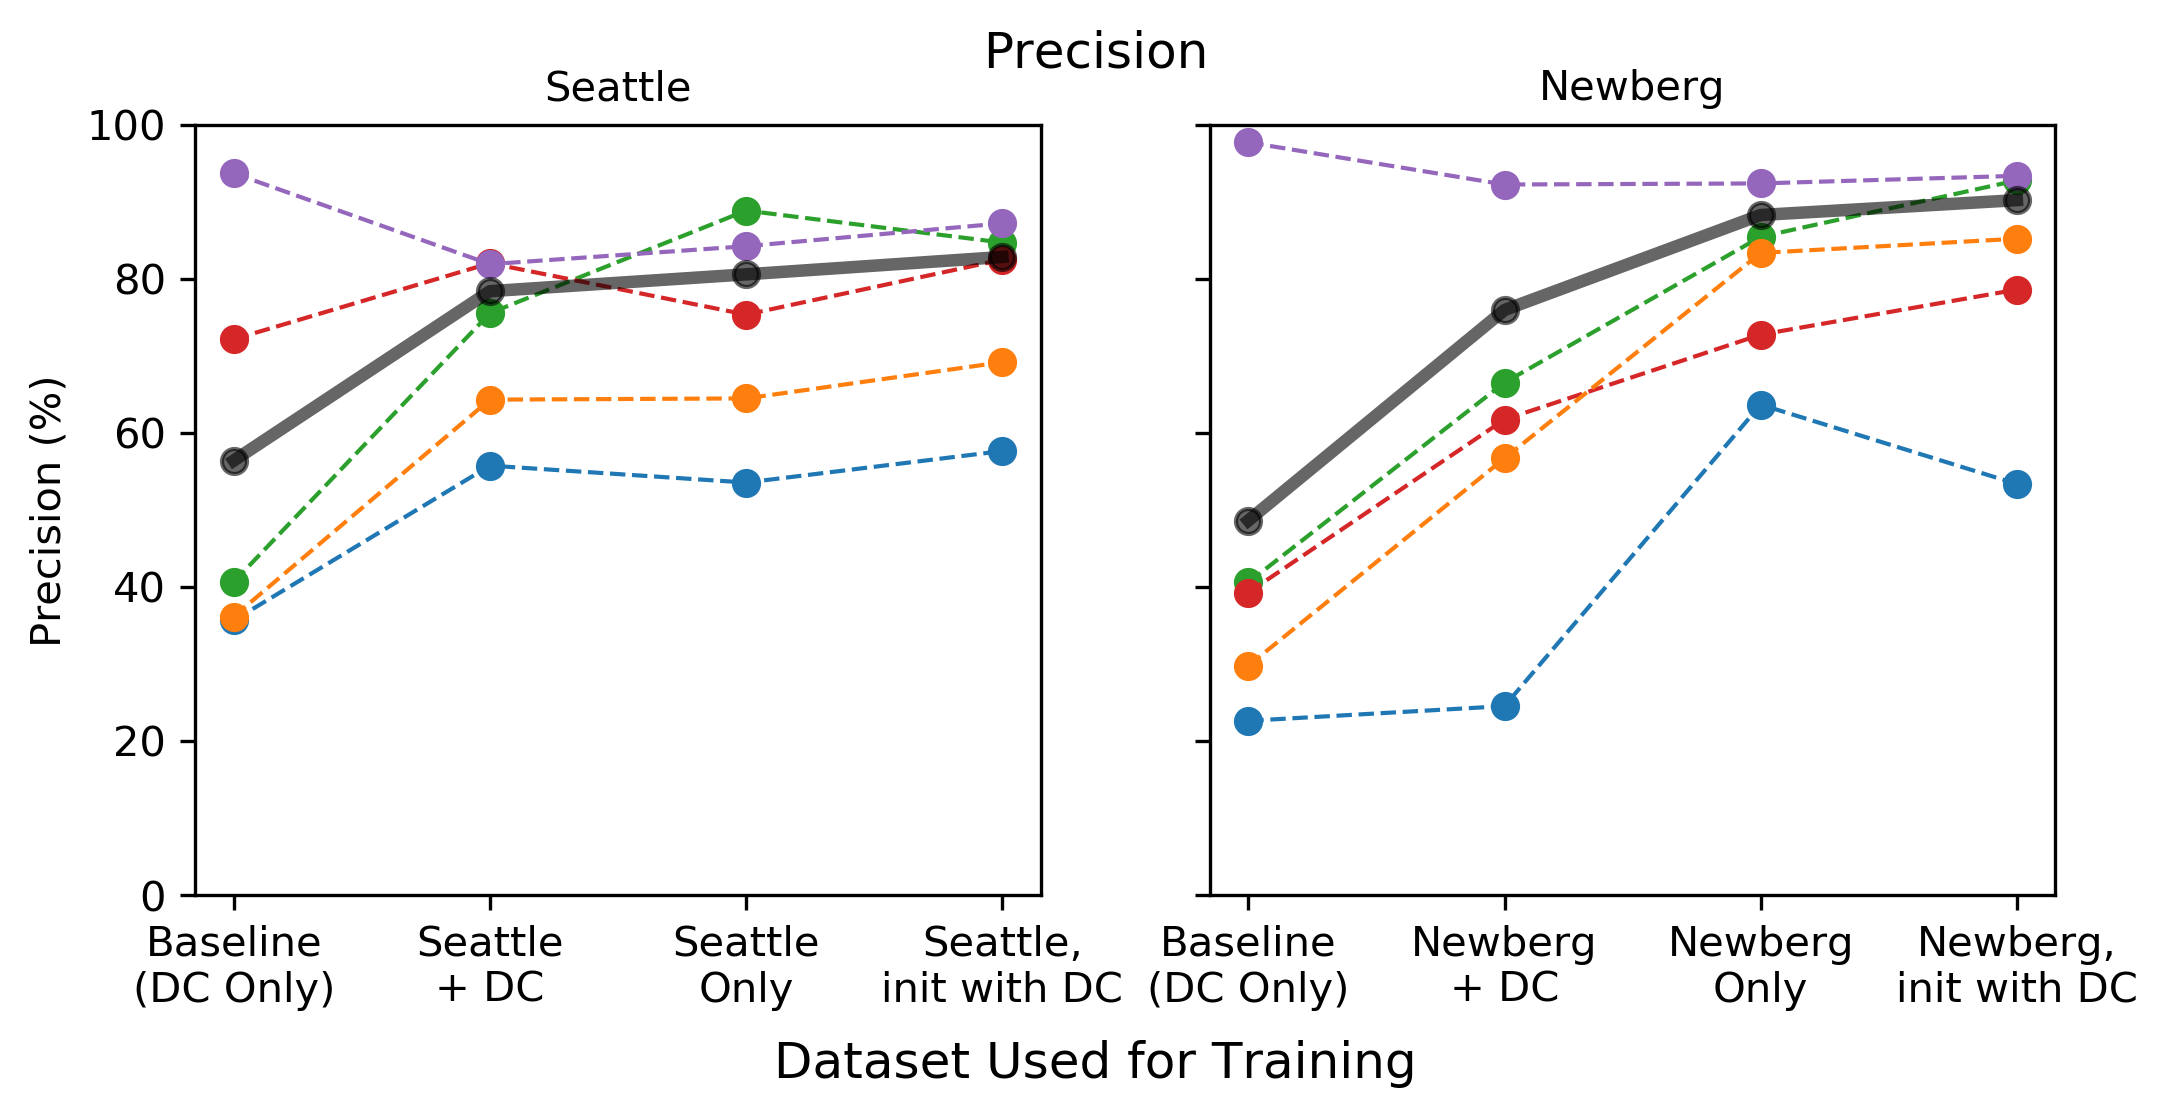 Precision
Seattle
Newberg
Precision (%)
100
80
60
40
20
0
Baseline
(DC Only)
Seattle
+ DC
Seattle
Only
Seattle,
init with DC
Baseline
(DC Only)
Newberg
+ DC
Newberg
Only
Newberg,
init with DC
Dataset Used for Training